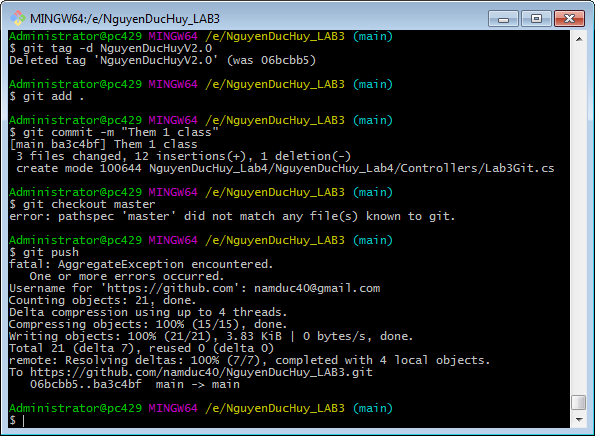 MINGW64:/e/NguyenDucHuy_LAB3
Administrator@pc429 MINGW64 /e/NguyenDucHuy_LAB3 (main)
$ git tag -d NguyenDucHuyV2.0
Deleted tag 'NguyenDucHuyV2.0' (was 06bcbb5)
Administrator@pc429 MINGW64 /e/NguyenDucHuy_LAB3 (main)
$ git add .
Administrator@pc429 MINGW64 /e/NguyenDucHuy_LAB3 (main)
$ git commit -m "Them 1 class"
[main ba3c4bf] Them 1 class
 3 files changed, 12 insertions(+), 1 deletion(-)
 create mode 100644 NguyenDucHuy_Lab4/NguyenDucHuy_Lab4/Controllers/Lab3Git.cs
Administrator@pc429 MINGW64 /e/NguyenDucHuy_LAB3 (main)
$ git checkout master
error: pathspec 'master' did not match any file(s) known to git.
Administrator@pc429 MINGW64 /e/NguyenDucHuy_LAB3 (main)
$ git push
fatal: AggregateException encountered.
   One or more errors occurred.
Username for 'https://github.com': namduc40@gmail.com
Counting objects: 21, done.
Delta compression using up to 4 threads.
Compressing objects: 100% (15/15), done.
Writing objects: 100% (21/21), 3.83 KiB | 0 bytes/s, done.
Total 21 (delta 7), reused 0 (delta 0)
remote: Resolving deltas: 100% (7/7), completed with 4 local objects.
To https://github.com/namduc40/NguyenDucHuy_LAB3.git
   06bcbb5..ba3c4bf  main -> main
Administrator@pc429 MINGW64 /e/NguyenDucHuy_LAB3 (main)
$